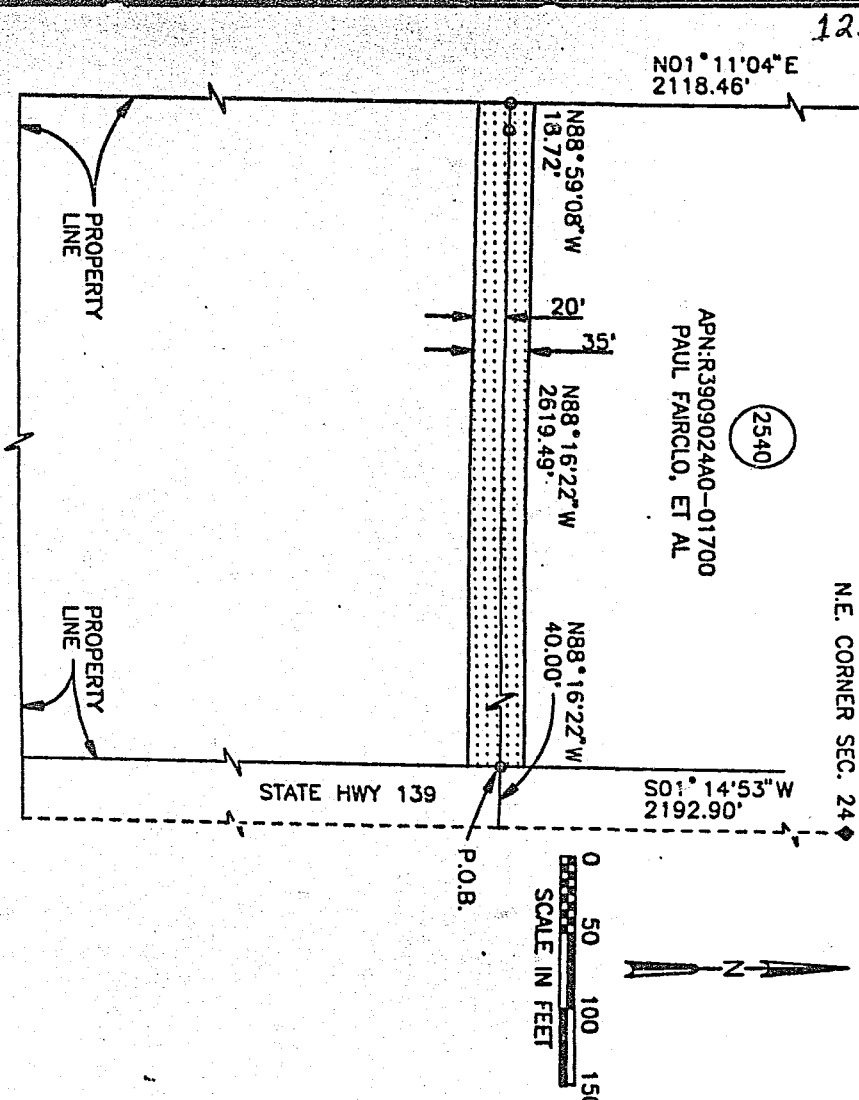 12
N01°11'04"E
2118.46'
N88°59'08"W
18.72'
PROPERTY
LINE
20'
35'
2540
APN:R3909024A0-01700
PAUL FAIRCLO, ET AL
N88°16'22"W
2619.49'
N.E. CORNER SEC. 24
N88°16'22"W
40.00'
PROPERTY
LINE
STATE HWY 139
S01°14'53"W
2192.90'
P.O.B.
N
0 50 100 150
SCALE IN FEET